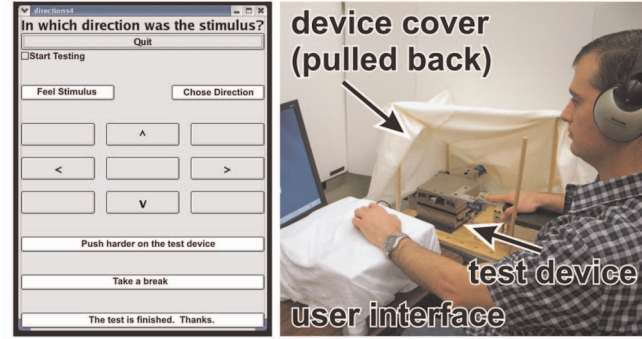 directions4
In which direction was the stimulus?
Quit
Start Testing
Feel Stimulus
Chose Direction
^
<
>
v
Push harder on the test device
Take a break
The test is finished. Thanks.
device cover
(pulled back)
test device
user interface